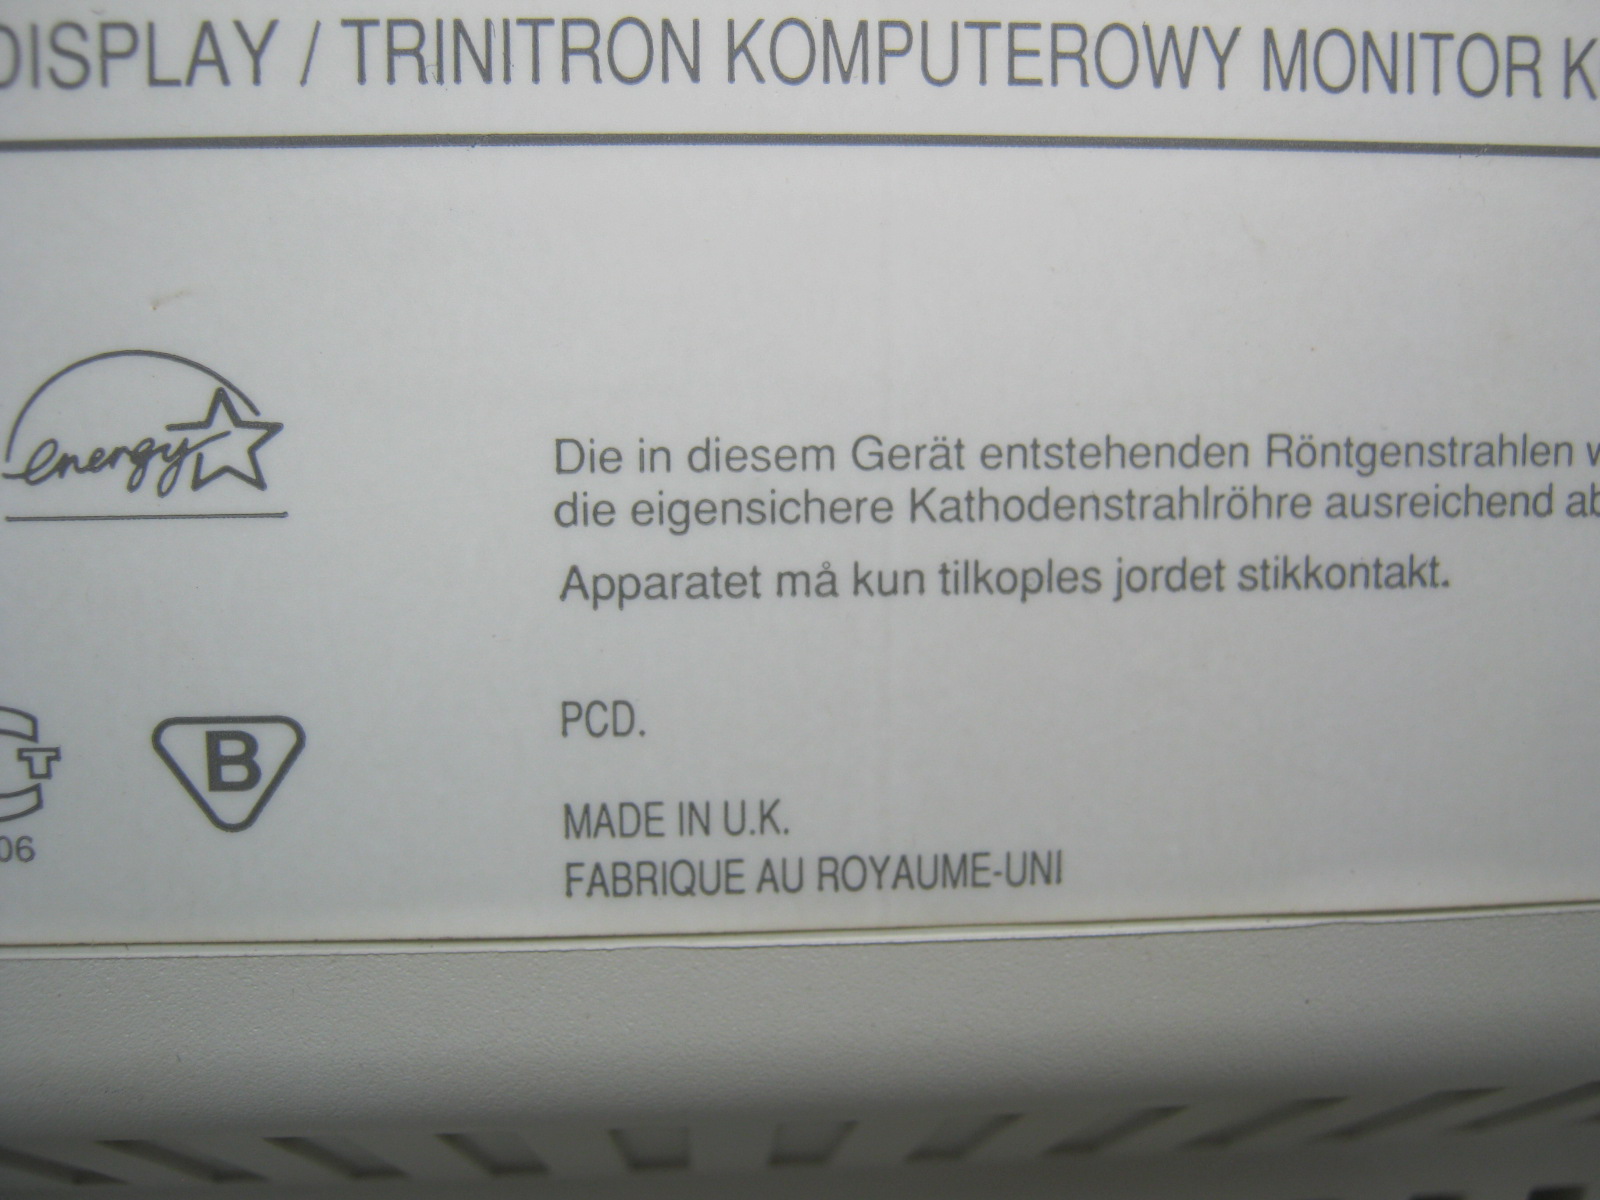 DISPLAY / TRINITRON KOMPUTEROWY MONITOR K
energy
Die in diesem Gerät entstehenden Röntgenstrahlen w
die eigensichere Kathodenstrahlröhre ausreichend ab
Apparatet må kun tilkoples jordet stikkontakt.
PCD.
T
B
06
MADE IN U.K.
FABRIQUE AU ROYAUME-UNI